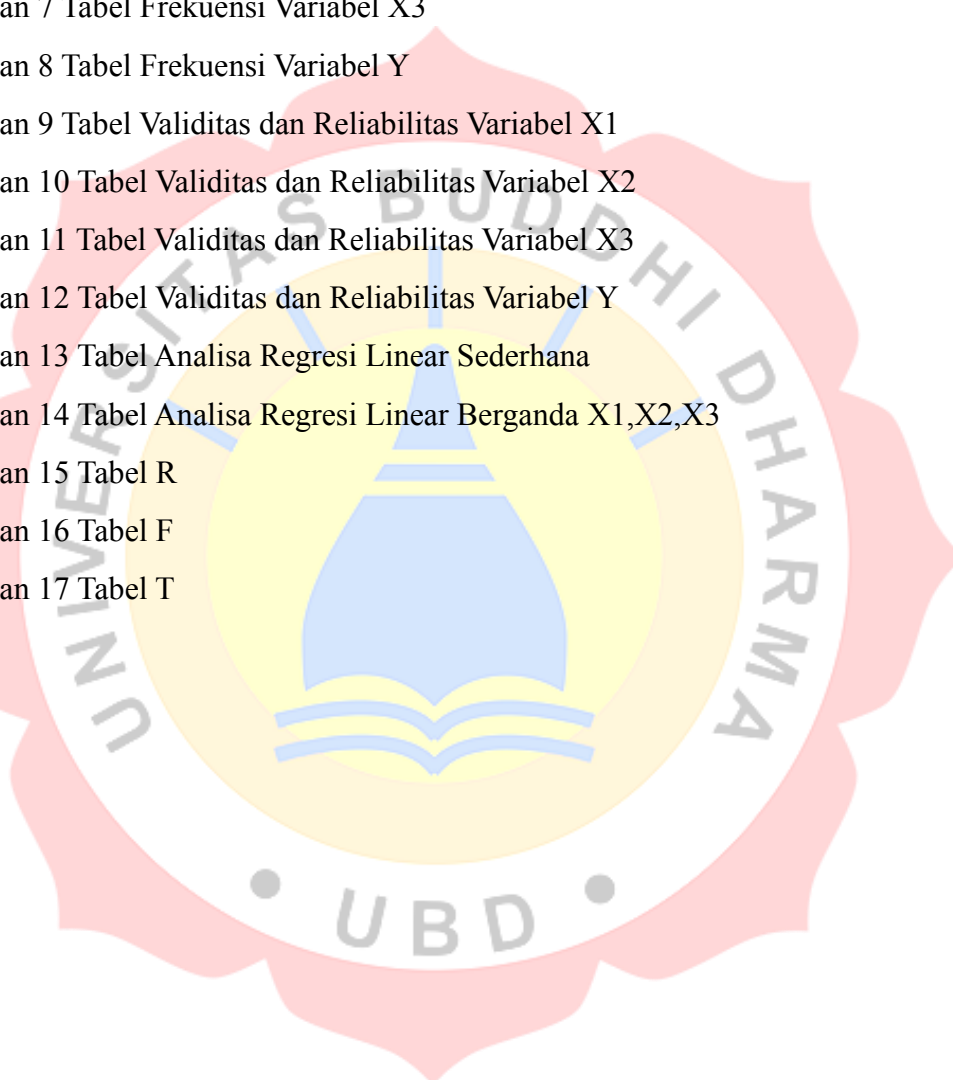 an 7 Tabel Frekuensi Variabel X3
an 8 Tabel Frekuensi Variabel Y
an 9 Tabel Validitas dan Reliabilitas Variabel X1
an 10 Tabel Validitas dan Reliabilitas Variabel X2
an 11 Tabel Validitas dan Reliabilitas Variabel X3
an 12 Tabel Validitas dan Reliabilitas Variabel Y
an 13 Tabel Analisa Regresi Linear Sederhana
an 14 Tabel Analisa Regresi Linear Berganda X1,X2,X3
an 15 Tabel R
an 16 Tabel F
an 17 Tabel T
UNIVERSITAS BUDDHI DHARMA
• UBD •